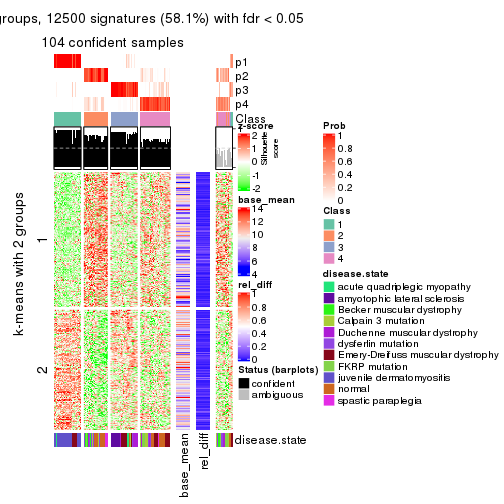 groups, 12500 signatures (58.1%) with fdr < 0.05
104 confident samples
p1
p2
p3
p4
Class
Silhouette
score
k-means with 2 groups
1
2
base_mean
rel_diff
disease.state
z-score
2
1
0
-1
-2
base_mean
14
12
10
8
6
4
rel_diff
1
0.8
0.6
0.4
0.2
0
Status (barplots)
confident
ambiguous
Prob
1
0.8
0.6
0.4
0.2
0
Class
1
2
3
4
disease.state
acute quadriplegic myopathy
amyotophic lateral sclerosis
Becker muscular dystrophy
Calpain 3 mutation
Duchenne muscular dystrophy
dysferlin mutation
Emery-Dreifuss muscular dystrophy
FKRP mutation
juvenile dermatomyositis
normal
spastic paraplegia